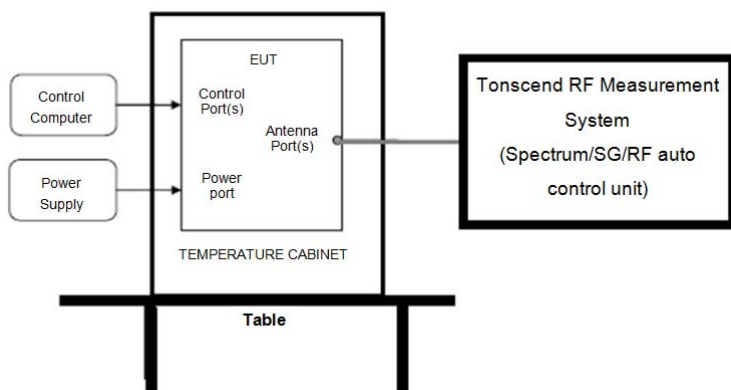 EUT
Control
Computer
Control
Port(s)
Antenna
Port(s)
Power
Supply
Power
port
TEMPERATURE CABINET
Table
Tonscend RF Measurement
System
(Spectrum/SG/RF auto
control unit)